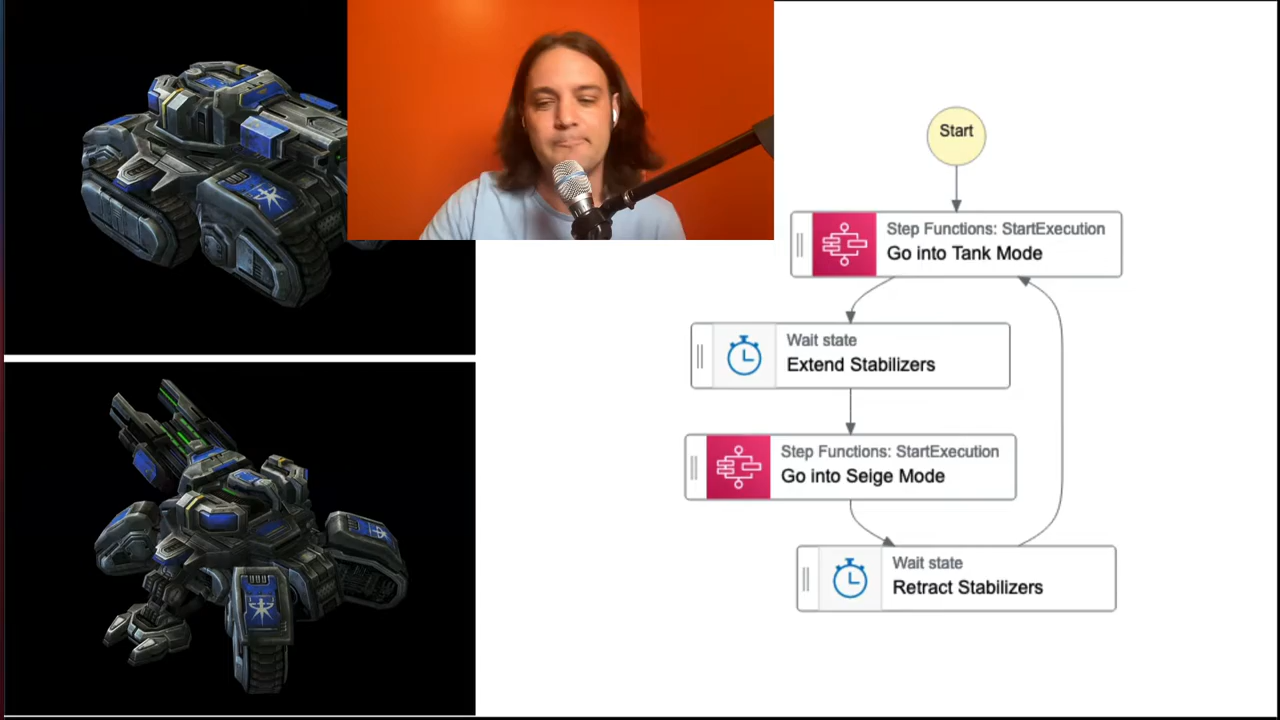 Start
Step Functions: StartExecution
Go into Tank Mode
Wait state
Extend Stabilizers
Step Functions: StartExecution
Go into Seige Mode
Wait state
Retract Stabilizers